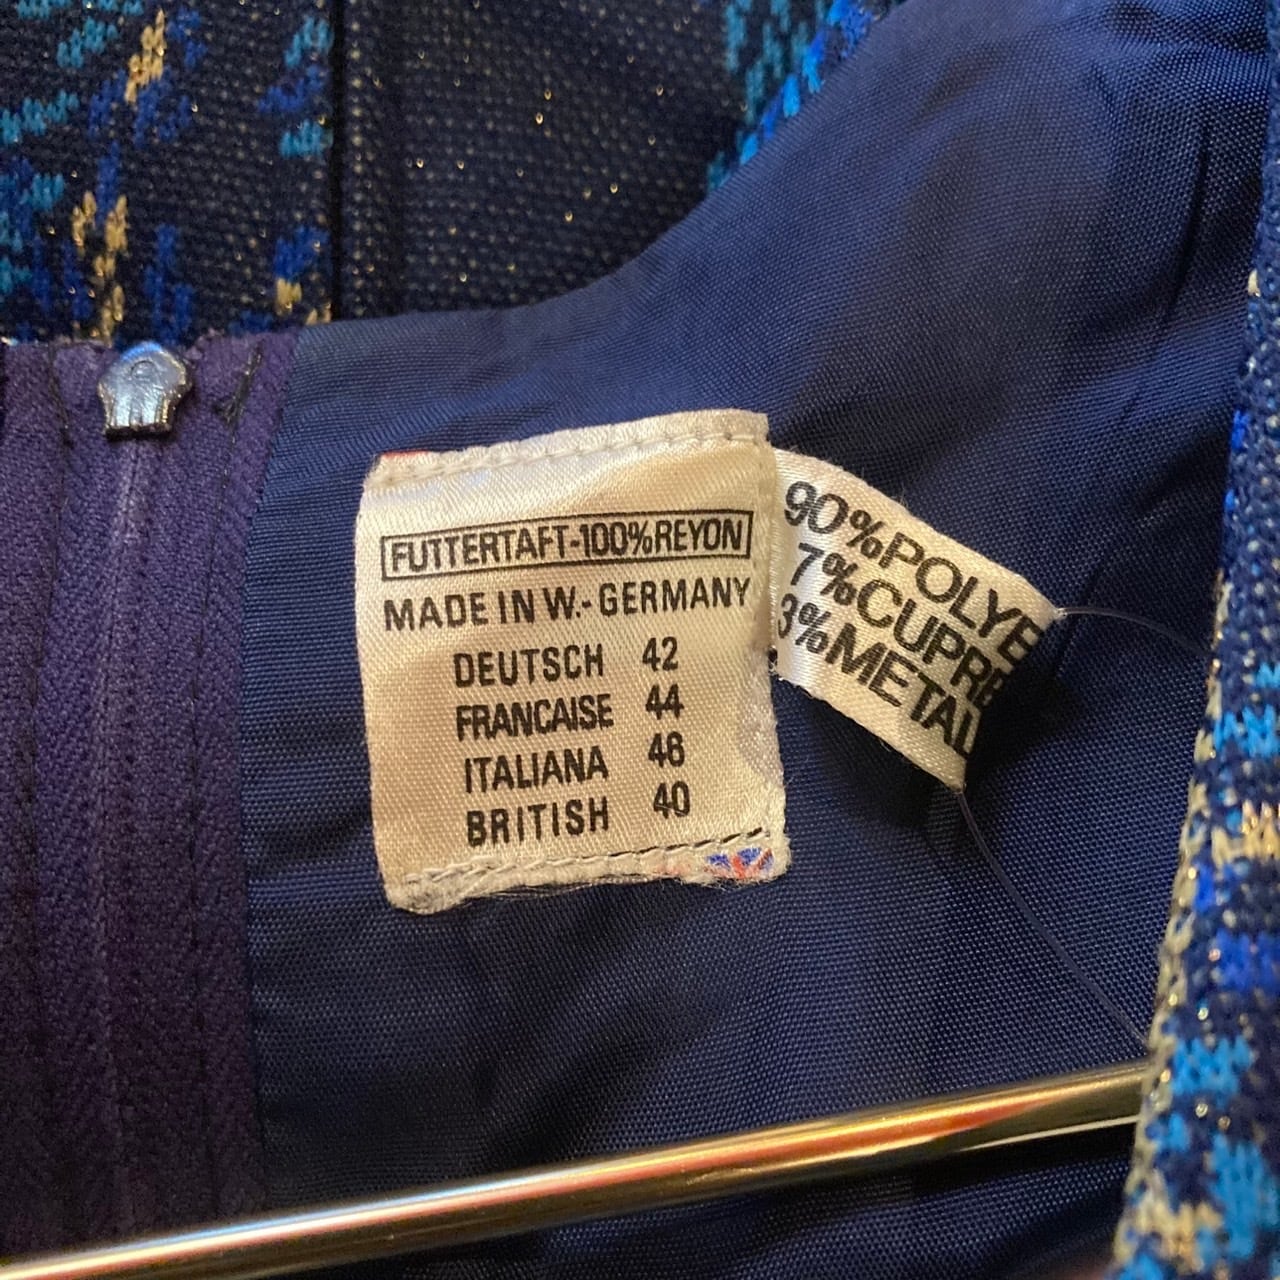 FUTTERTAFT-100%REYON
MADE IN W.-GERMANY
DEUTSCH 42
FRANCAISE 44
ITALIANA 46
BRITISH 40
90%POLYE
7%CUPRE
3%METAL